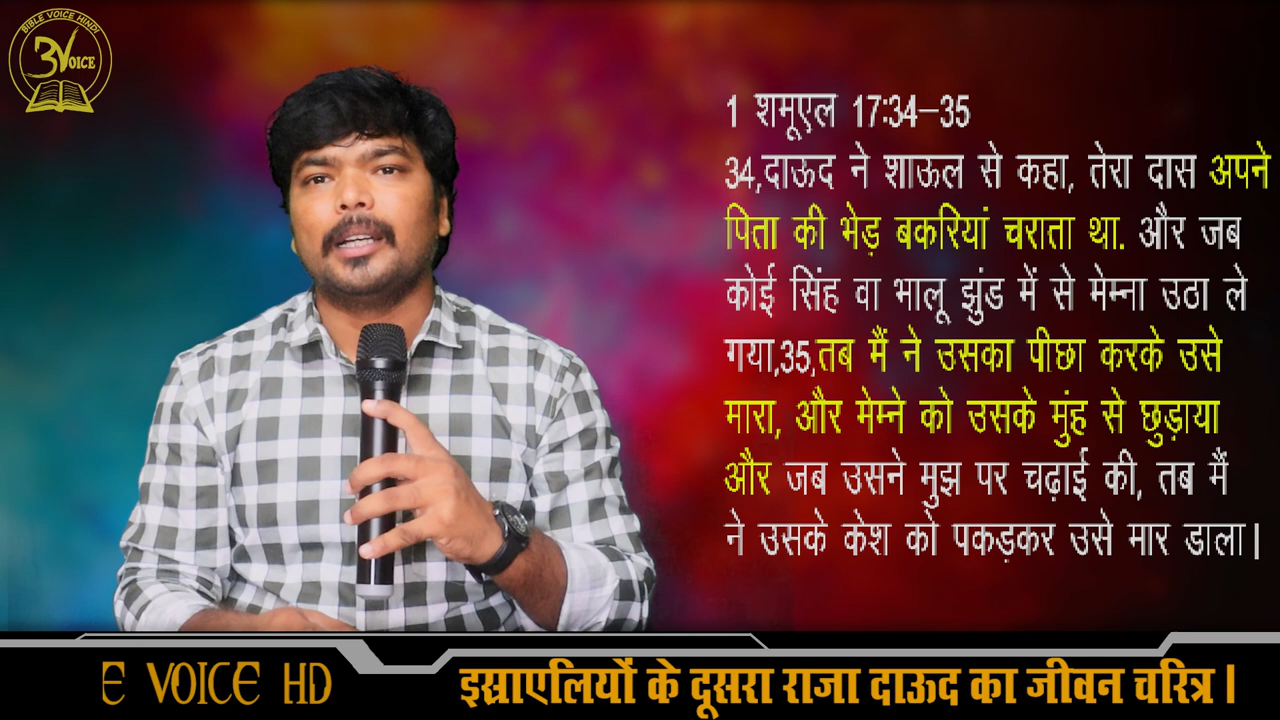 BIBLE VOICE HINDI
3VOICE
1 शमूएल 17:34-35
34,दाऊद ने शाऊल से कहा, तेरा दास अपने
पिता की भेड़ बकरियां चराता था. और जब
कोई सिंह वा भालू झुंड में से मेम्ना उठा ले
गया,35,तब मैं ने उसका पीछा करके उसे
मारा, और मेम्ने को उसके मुंह से छुड़ाया
और जब उसने मुझ पर चढ़ाई की, तब मैं
ने उसके केश को पकड़कर उसे मार डाला।
E VOICE HD
इस्राएलियों के दूसरा राजा दाऊद का जीवन चरित्र।